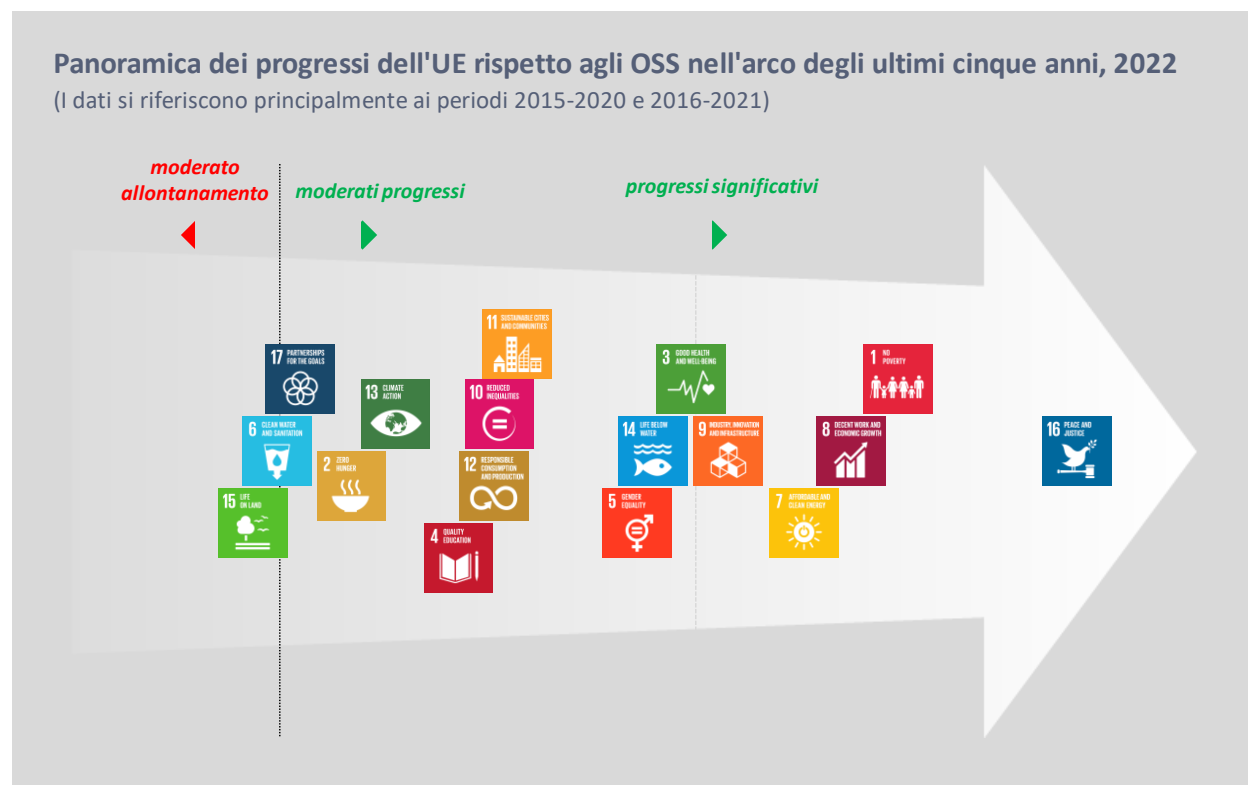 Panoramica dei progressi dell'UE rispetto agli OSS nell'arco degli ultimi cinque anni, 2022
(I dati si riferiscono principalmente ai periodi 2015-2020 e 2016-2021)
moderato
allontanamento
moderati progressi
progressi significativi
11 SUSTAINABLE CITIES
AND COMMUNITIES
17 PARTNERSHIPS
FOR THE GOALS
3 GOOD HEALTH
AND WELL-BEING
1 NO
POVERTY
13 CLIMATE
ACTION
10 REDUCED
INEQUALITIES
6 CLEAN WATER
AND SANITATION
14 LIFE BELOW
WATER
9 INDUSTRY, INNOVATION
AND INFRASTRUCTURE
8 DECENT WORK AND
ECONOMIC GROWTH
16 PEACE AND
JUSTICE
2 ZERO
HUNGER
12 RESPONSIBLE
CONSUMPTION
AND PRODUCTION
15 LIFE
ON LAND
5 GENDER
EQUALITY
7 AFFORDABLE AND
CLEAN ENERGY
4 QUALITY
EDUCATION